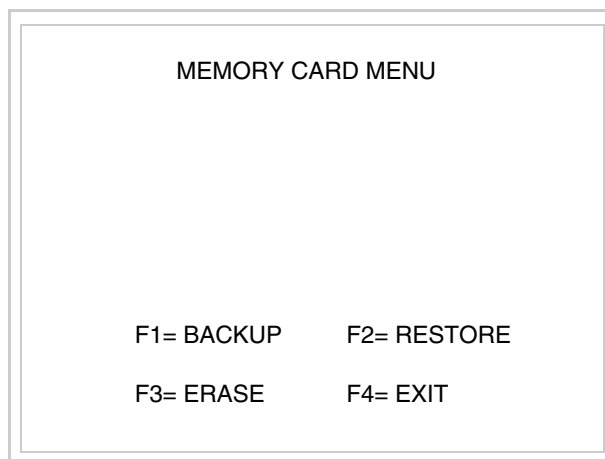 MEMORY CARD MENU
F1= BACKUP F2= RESTORE
F3= ERASE F4= EXIT